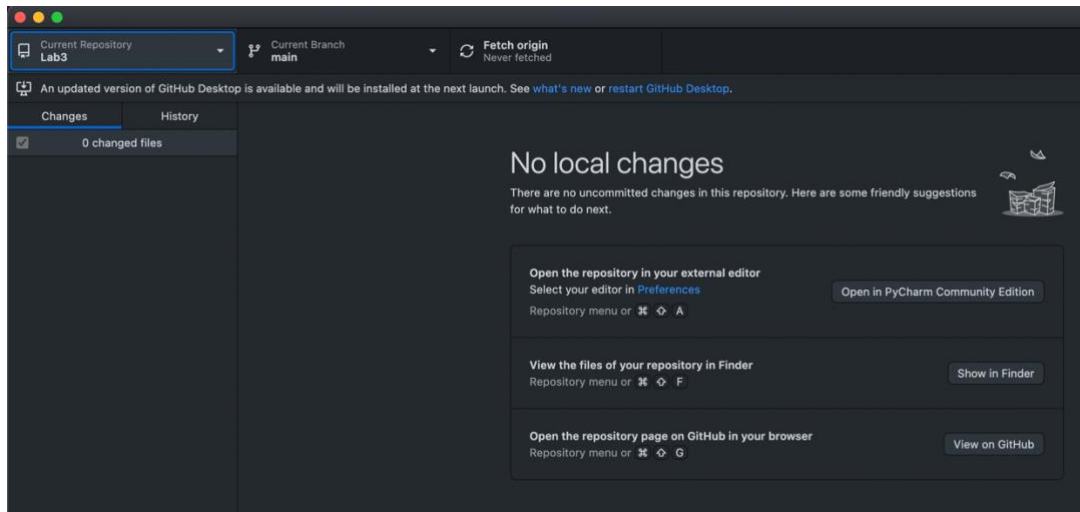 Current Repository
Lab3
Current Branch
main
Fetch origin
Never fetched
An updated version of GitHub Desktop is available and will be installed at the next launch. See what's new or restart GitHub Desktop.
Changes
History
0 changed files
No local changes
There are no uncommitted changes in this repository. Here are some friendly suggestions
for what to do next.
Open the repository in your external editor
Select your editor in Preferences
Repository menu or ⌘ ⇧ A
Open in PyCharm Community Edition
View the files of your repository in Finder
Repository menu or ⌘ ⇧ F
Show in Finder
Open the repository page on GitHub in your browser
Repository menu or ⌘ ⇧ G
View on GitHub